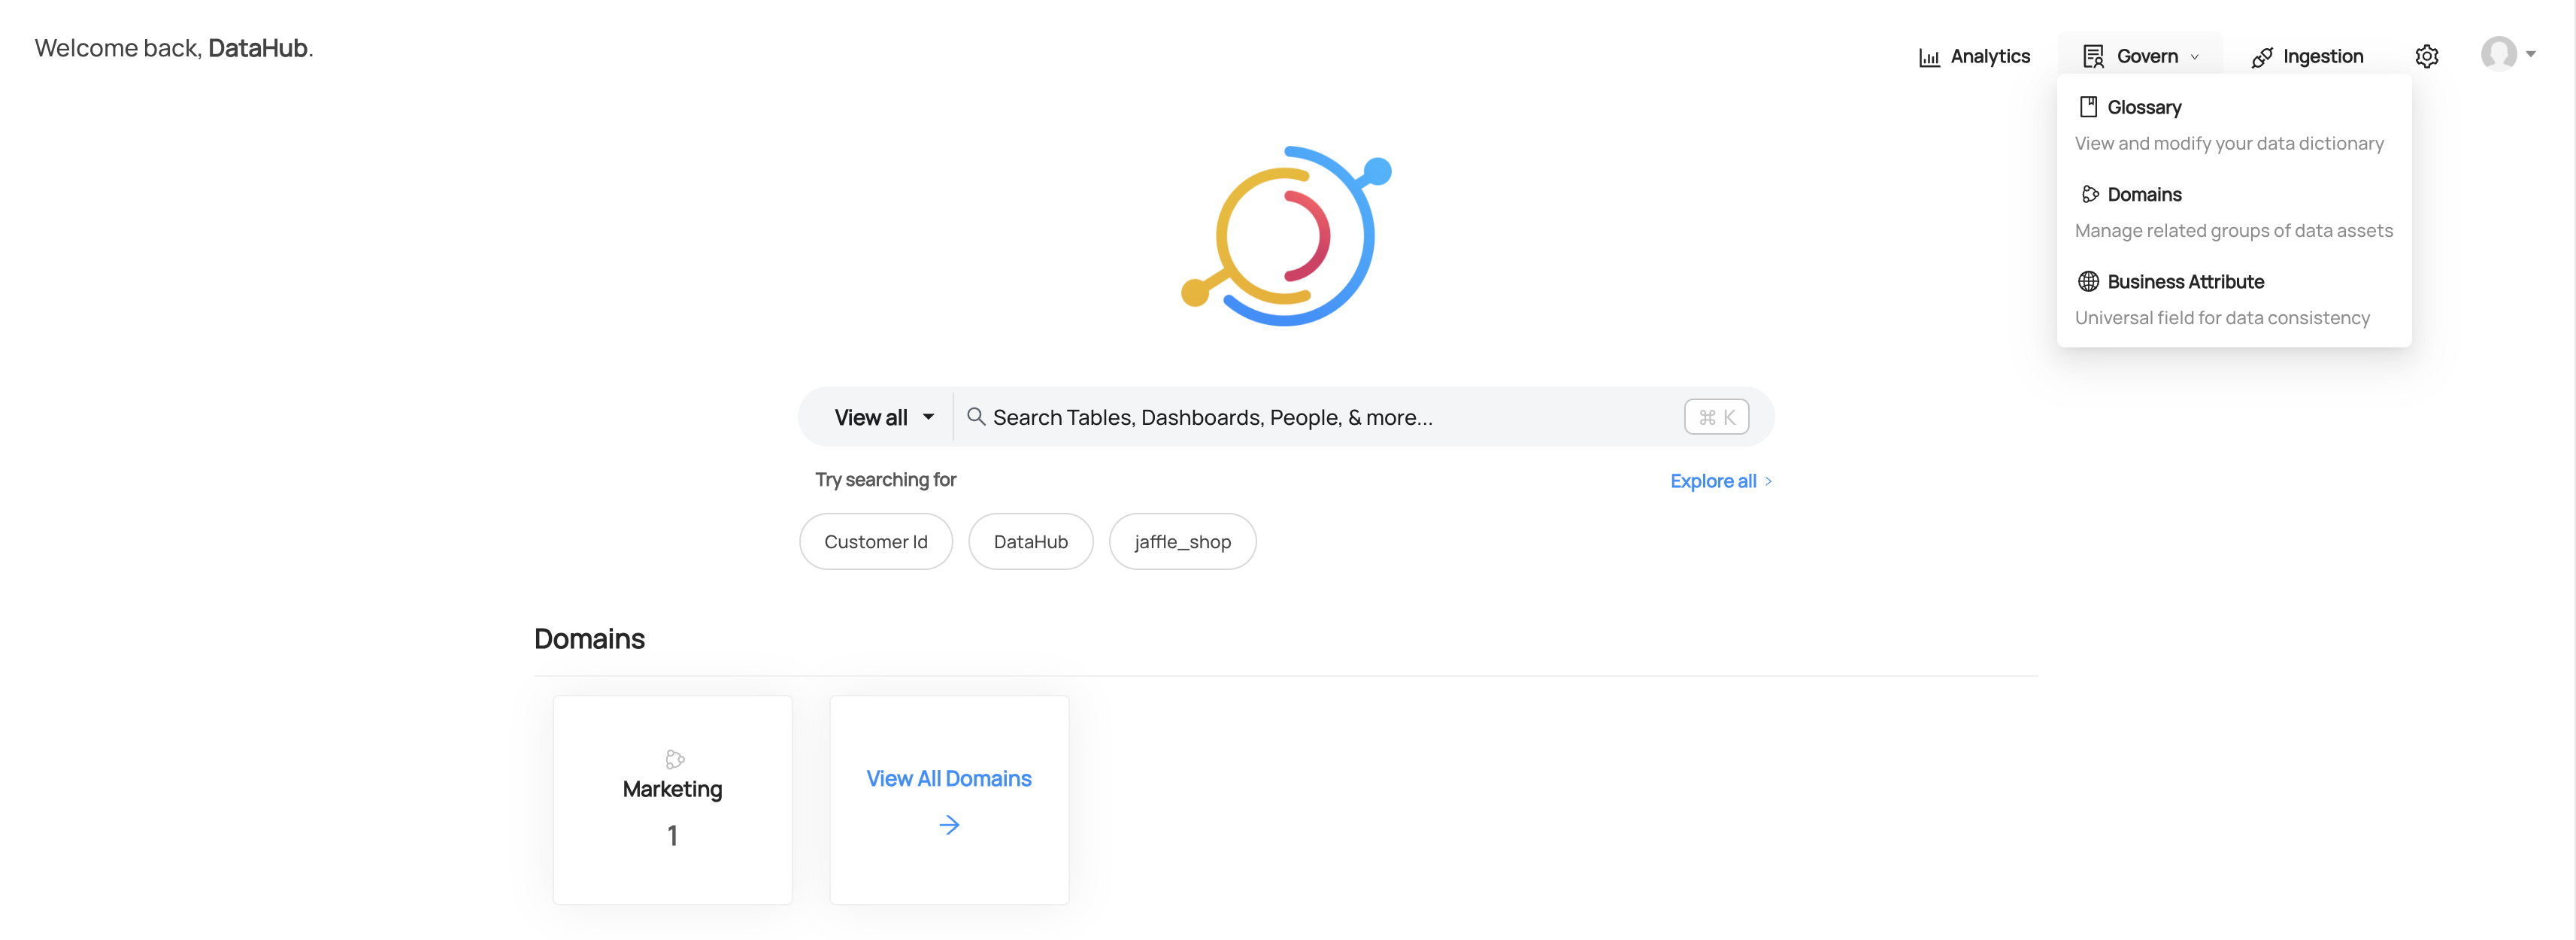 Welcome back, DataHub.
Analytics
Govern
Ingestion
Glossary
View and modify your data dictionary
Domains
Manage related groups of data assets
Business Attribute
Universal field for data consistency
View all
Search Tables, Dashboards, People, & more...
⌘ K
Try searching for
Explore all
Customer Id
DataHub
jaffle_shop
Domains
Marketing
1
View All Domains